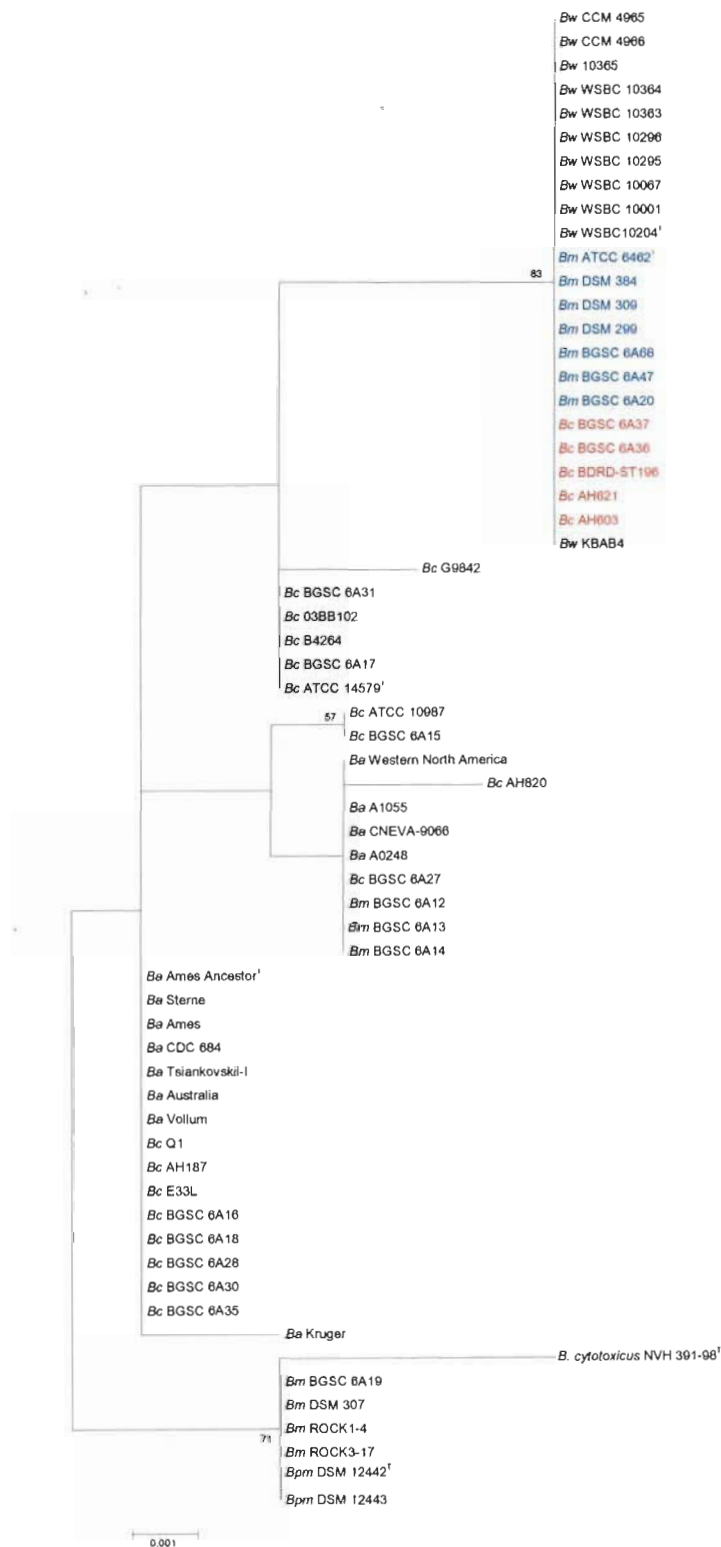 Bw CCM 4965
Bw CCM 4966
Bw 10365
Bw WSBC 10364
Bw WSBC 10363
Bw WSBC 10296
Bw WSBC 10295
Bw WSBC 10067
Bw WSBC 10001
Bw WSBC10204ᵀ
Bm ATCC 6462ᵀ
83
Bm DSM 384
Bm DSM 309
Bm DSM 299
Bm BGSC 6A68
Bm BGSC 6A47
Bm BGSC 6A20
Bc BGSC 6A37
Bc BGSC 6A36
Bc BDRD-ST196
Bc AH621
Bc AH603
Bw KBAB4
Bc G9842
Bc BGSC 6A31
Bc 03BB102
Bc B4264
Bc BGSC 6A17
Bc ATCC 14579ᵀ
57
Bc ATCC 10987
Bc BGSC 6A15
Ba Western North America
Bc AH820
Ba A1055
Ba CNEVA-9066
Ba A0248
Bc BGSC 6A27
Bm BGSC 6A12
Bm BGSC 6A13
Bm BGSC 6A14
Ba Ames Ancestorᵀ
Ba Sterne
Ba Ames
Ba CDC 684
Ba Tsiankovskii-I
Ba Australia
Ba Vollum
Bc Q1
Bc AH187
Bc E33L
Bc BGSC 6A16
Bc BGSC 6A18
Bc BGSC 6A28
Bc BGSC 6A30
Bc BGSC 6A35
Ba Kruger
B. cytotoxicus NVH 391-98ᵀ
Bm BGSC 6A19
Bm DSM 307
Bm ROCK1-4
71
Bm ROCK3-17
Bpm DSM 12442ᵀ
Bpm DSM 12443
0.001